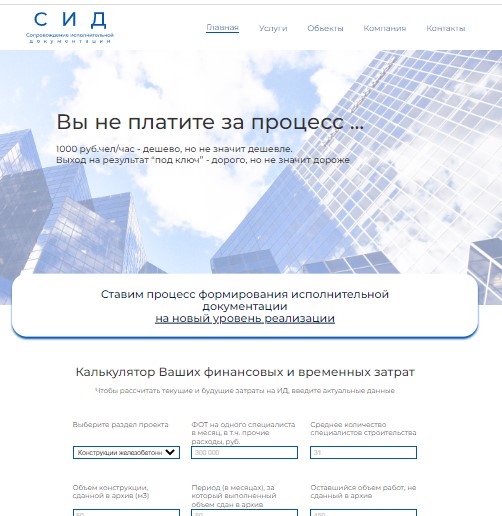 С И Д
Сопровождение исполнительной
документации
Главная Услуги Объекты Компания Контакты
Вы не платите за процесс ...
1000 руб.чел/час - дешево, но не значит дешевле.
Выход на результат "под ключ" - дорого, но не значит дороже
Ставим процесс формирования исполнительной
документации
на новый уровень реализации
Калькулятор Ваших финансовых и временных затрат
Чтобы рассчитать текущие и будущие затраты на ИД, введите актуальные данные
Выберите раздел проекта
Конструкции железобетонн
ФОТ на одного специалиста
в месяц, в т.ч. прочие
расходы, руб.
300 000
Среднее количество
специалистов строительства
31
Объем конструкции,
сданной в архив (м3)
50
Период (в месяцах), за
который выполненный
объем сдан в архив
Оставшийся объем работ, не
сданный в архив